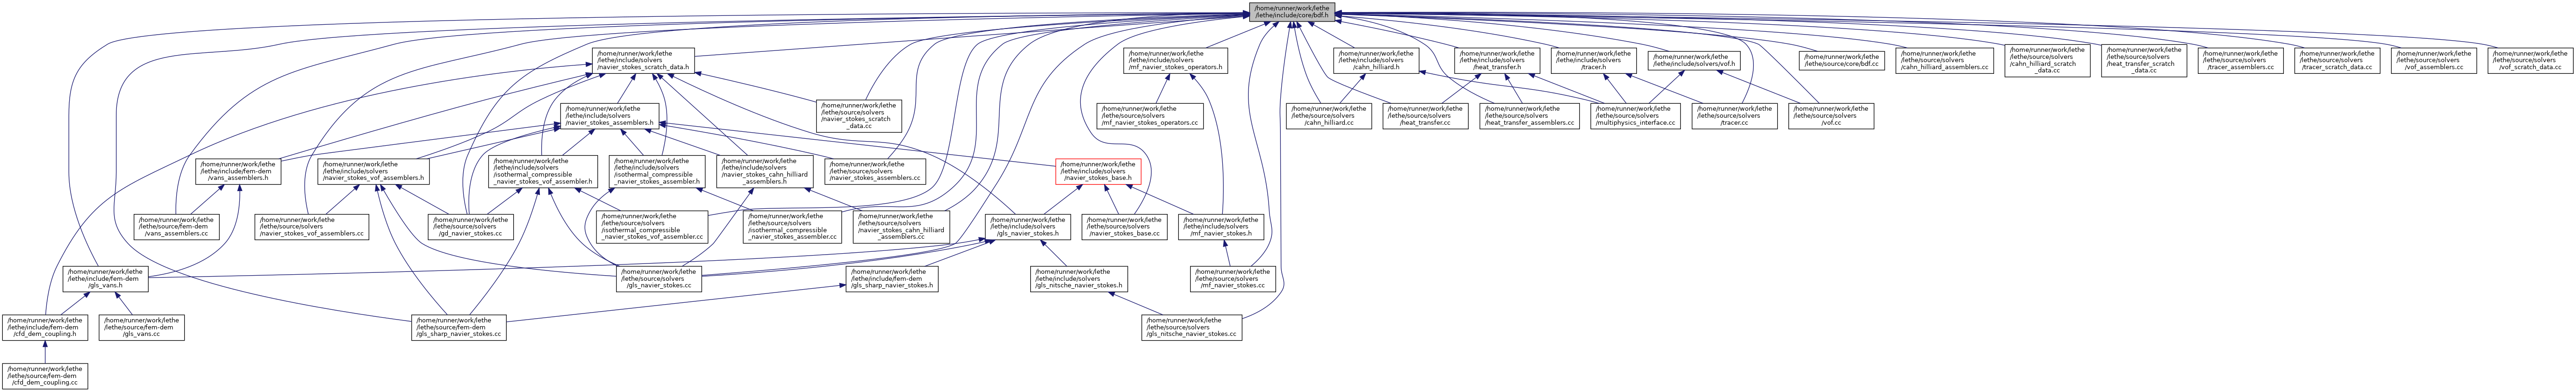 /home/runner/work/lethe
/lethe/include/core/bdf.h
/home/runner/work/lethe
/lethe/include/solvers
/navier_stokes_scratch_data.h
/home/runner/work/lethe
/lethe/include/solvers
/mf_navier_stokes_operators.h
/home/runner/work/lethe
/lethe/include/solvers
/cahn_hilliard.h
/home/runner/work/lethe
/lethe/include/solvers
/heat_transfer.h
/home/runner/work/lethe
/lethe/include/solvers
/tracer.h
/home/runner/work/lethe
/lethe/include/solvers/vof.h
/home/runner/work/lethe
/lethe/source/core/bdf.cc
/home/runner/work/lethe
/lethe/source/solvers
/cahn_hilliard_assemblers.cc
/home/runner/work/lethe
/lethe/source/solvers
/cahn_hilliard_scratch
_data.cc
/home/runner/work/lethe
/lethe/source/solvers
/heat_transfer_scratch
_data.cc
/home/runner/work/lethe
/lethe/source/solvers
/tracer_assemblers.cc
/home/runner/work/lethe
/lethe/source/solvers
/tracer_scratch_data.cc
/home/runner/work/lethe
/lethe/source/solvers
/vof_assemblers.cc
/home/runner/work/lethe
/lethe/source/solvers
/vof_scratch_data.cc
/home/runner/work/lethe
/lethe/include/solvers
/navier_stokes_assemblers.h
/home/runner/work/lethe
/lethe/source/solvers
/navier_stokes_scratch
_data.cc
/home/runner/work/lethe
/lethe/source/solvers
/mf_navier_stokes_operators.cc
/home/runner/work/lethe
/lethe/source/solvers
/cahn_hilliard.cc
/home/runner/work/lethe
/lethe/source/solvers
/heat_transfer.cc
/home/runner/work/lethe
/lethe/source/solvers
/heat_transfer_assemblers.cc
/home/runner/work/lethe
/lethe/source/solvers
/multiphysics_interface.cc
/home/runner/work/lethe
/lethe/source/solvers
/tracer.cc
/home/runner/work/lethe
/lethe/source/solvers
/vof.cc
/home/runner/work/lethe
/lethe/include/fem-dem
/vans_assemblers.h
/home/runner/work/lethe
/lethe/include/solvers
/navier_stokes_vof_assemblers.h
/home/runner/work/lethe
/lethe/include/solvers
/isothermal_compressible
_navier_stokes_vof_assembler.h
/home/runner/work/lethe
/lethe/include/solvers
/isothermal_compressible
_navier_stokes_assembler.h
/home/runner/work/lethe
/lethe/include/solvers
/navier_stokes_cahn_hilliard
_assemblers.h
/home/runner/work/lethe
/lethe/source/solvers
/navier_stokes_assemblers.cc
/home/runner/work/lethe
/lethe/include/solvers
/navier_stokes_base.h
/home/runner/work/lethe
/lethe/source/fem-dem
/vans_assemblers.cc
/home/runner/work/lethe
/lethe/source/solvers
/navier_stokes_vof_assemblers.cc
/home/runner/work/lethe
/lethe/source/solvers
/gd_navier_stokes.cc
/home/runner/work/lethe
/lethe/source/solvers
/isothermal_compressible
_navier_stokes_vof_assembler.cc
/home/runner/work/lethe
/lethe/source/solvers
/isothermal_compressible
_navier_stokes_assembler.cc
/home/runner/work/lethe
/lethe/source/solvers
/navier_stokes_cahn_hilliard
_assemblers.cc
/home/runner/work/lethe
/lethe/include/solvers
/gls_navier_stokes.h
/home/runner/work/lethe
/lethe/source/solvers
/navier_stokes_base.cc
/home/runner/work/lethe
/lethe/include/solvers
/mf_navier_stokes.h
/home/runner/work/lethe
/lethe/include/fem-dem
/gls_vans.h
/home/runner/work/lethe
/lethe/source/solvers
/gls_navier_stokes.cc
/home/runner/work/lethe
/lethe/include/fem-dem
/gls_sharp_navier_stokes.h
/home/runner/work/lethe
/lethe/include/solvers
/gls_nitsche_navier_stokes.h
/home/runner/work/lethe
/lethe/source/solvers
/mf_navier_stokes.cc
/home/runner/work/lethe
/lethe/include/fem-dem
/cfd_dem_coupling.h
/home/runner/work/lethe
/lethe/source/fem-dem
/gls_vans.cc
/home/runner/work/lethe
/lethe/source/fem-dem
/gls_sharp_navier_stokes.cc
/home/runner/work/lethe
/lethe/source/solvers
/gls_nitsche_navier_stokes.cc
/home/runner/work/lethe
/lethe/source/fem-dem
/cfd_dem_coupling.cc